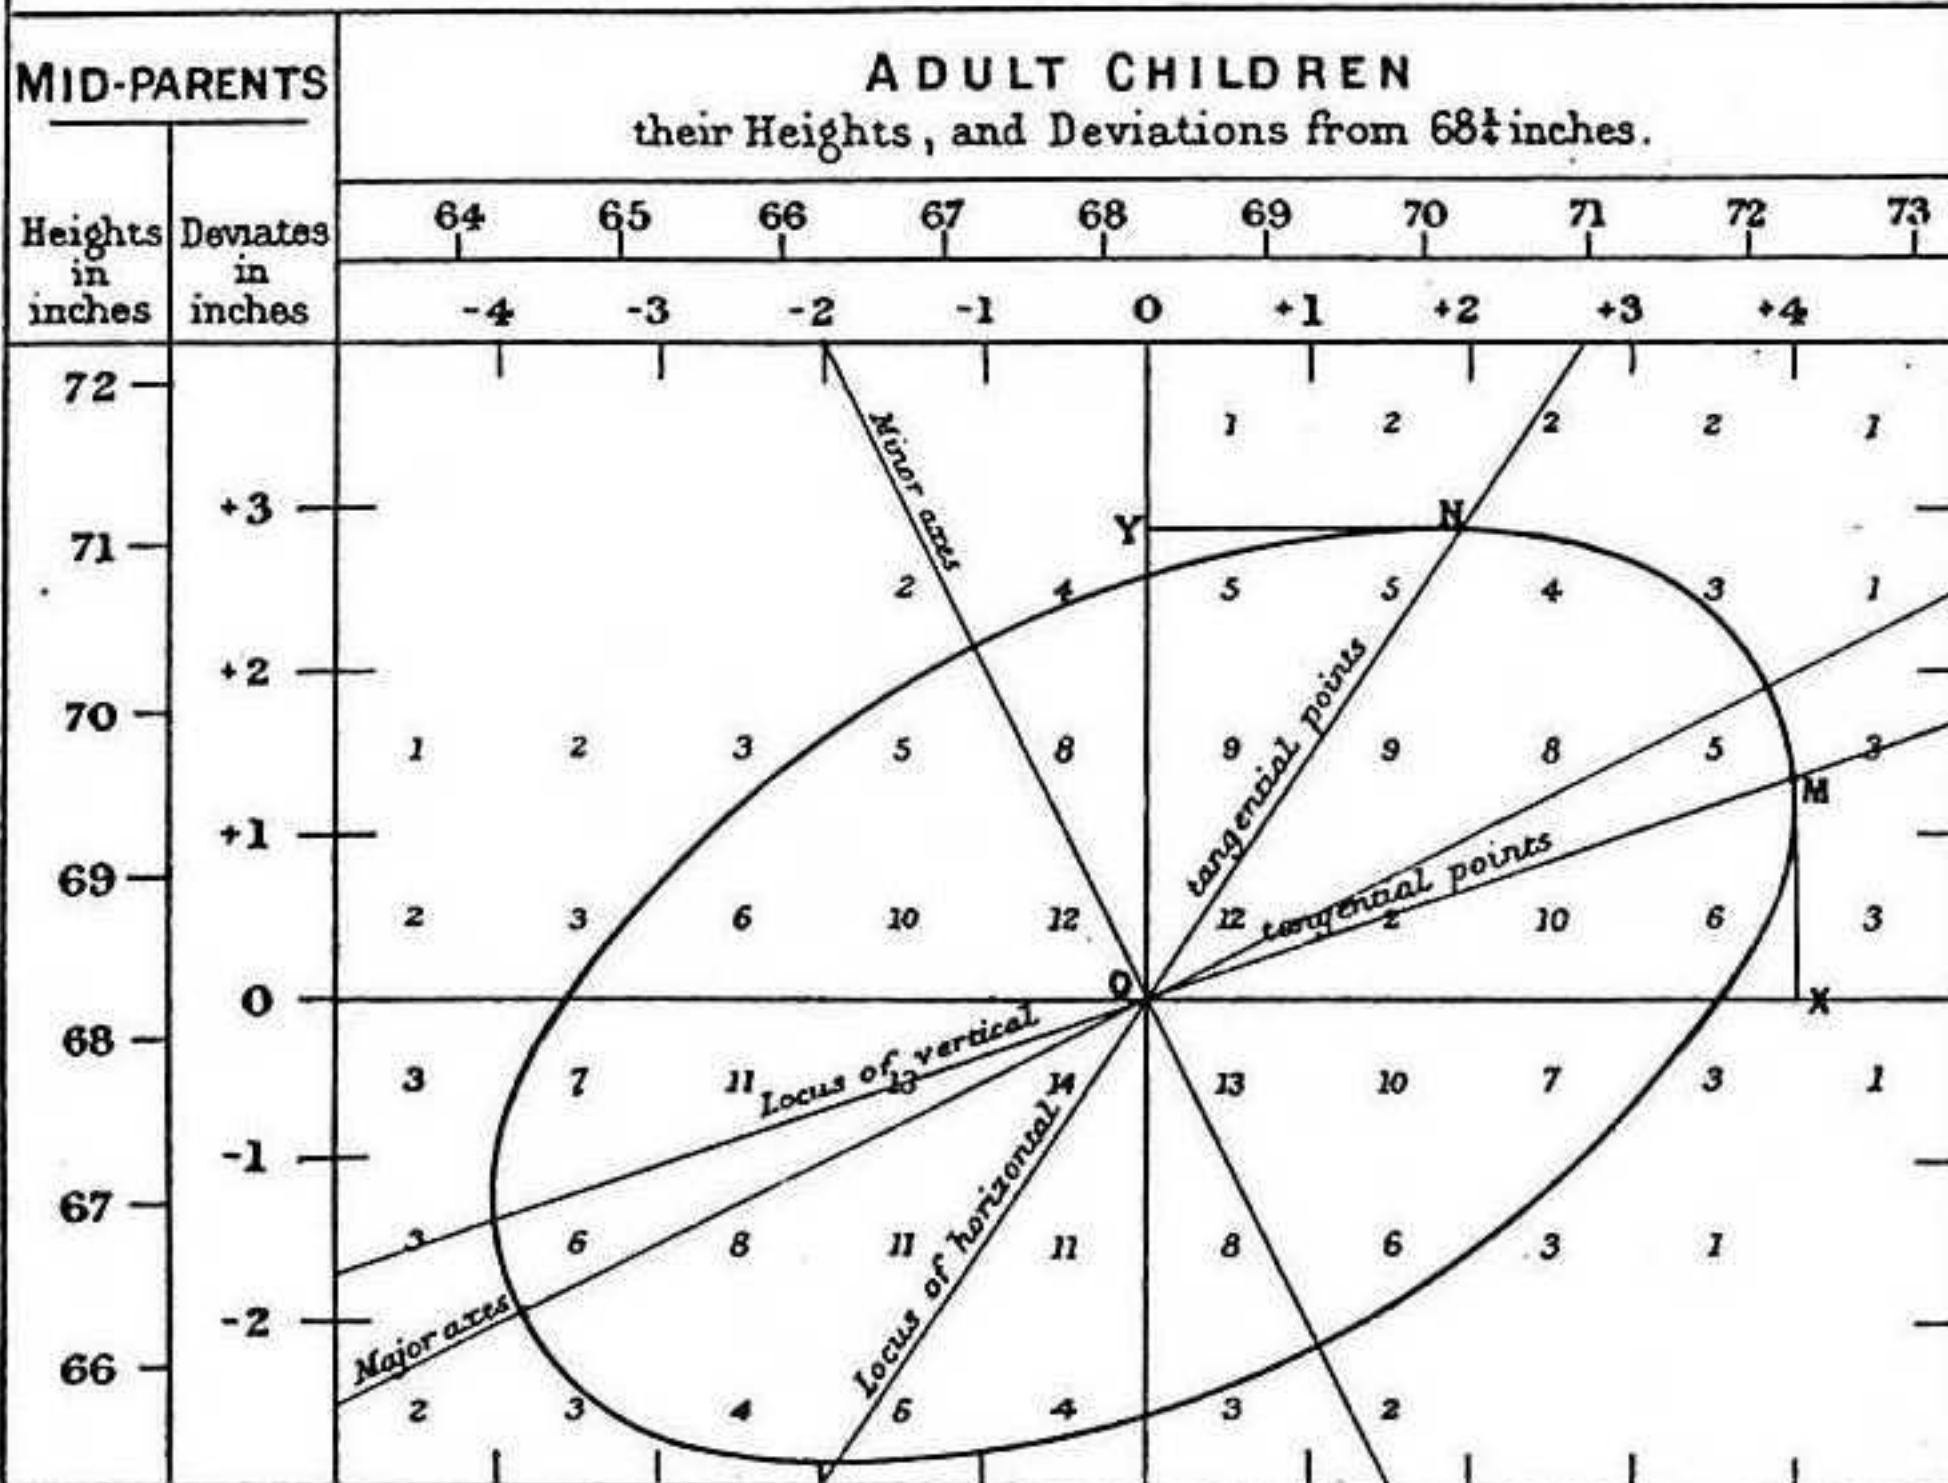 MID-PARENTS
ADULT CHILDREN
their Heights, and Deviations from 68¼ inches.
Heights in inches
Deviates in inches
64 65 66 67 68 69 70 71 72 73
-4 -3 -2 -1 0 +1 +2 +3 +4
72
1 2 2 2 1
Minor axes
+3
Y N
71
2 4 5 5 4 3 1
+2
70
1 2 3 5 8 9 9 8 5 3
tangential points
M
+1
tangential points
69
2 3 6 10 12 12 2 10 6 3
0 O X
Locus of vertical
68
3 7 11 13 14 13 10 7 3 1
Locus of horizontal
-1
67
3 6 8 11 11 8 6 3 1
Major axes
-2
66
2 3 4 4 3 2